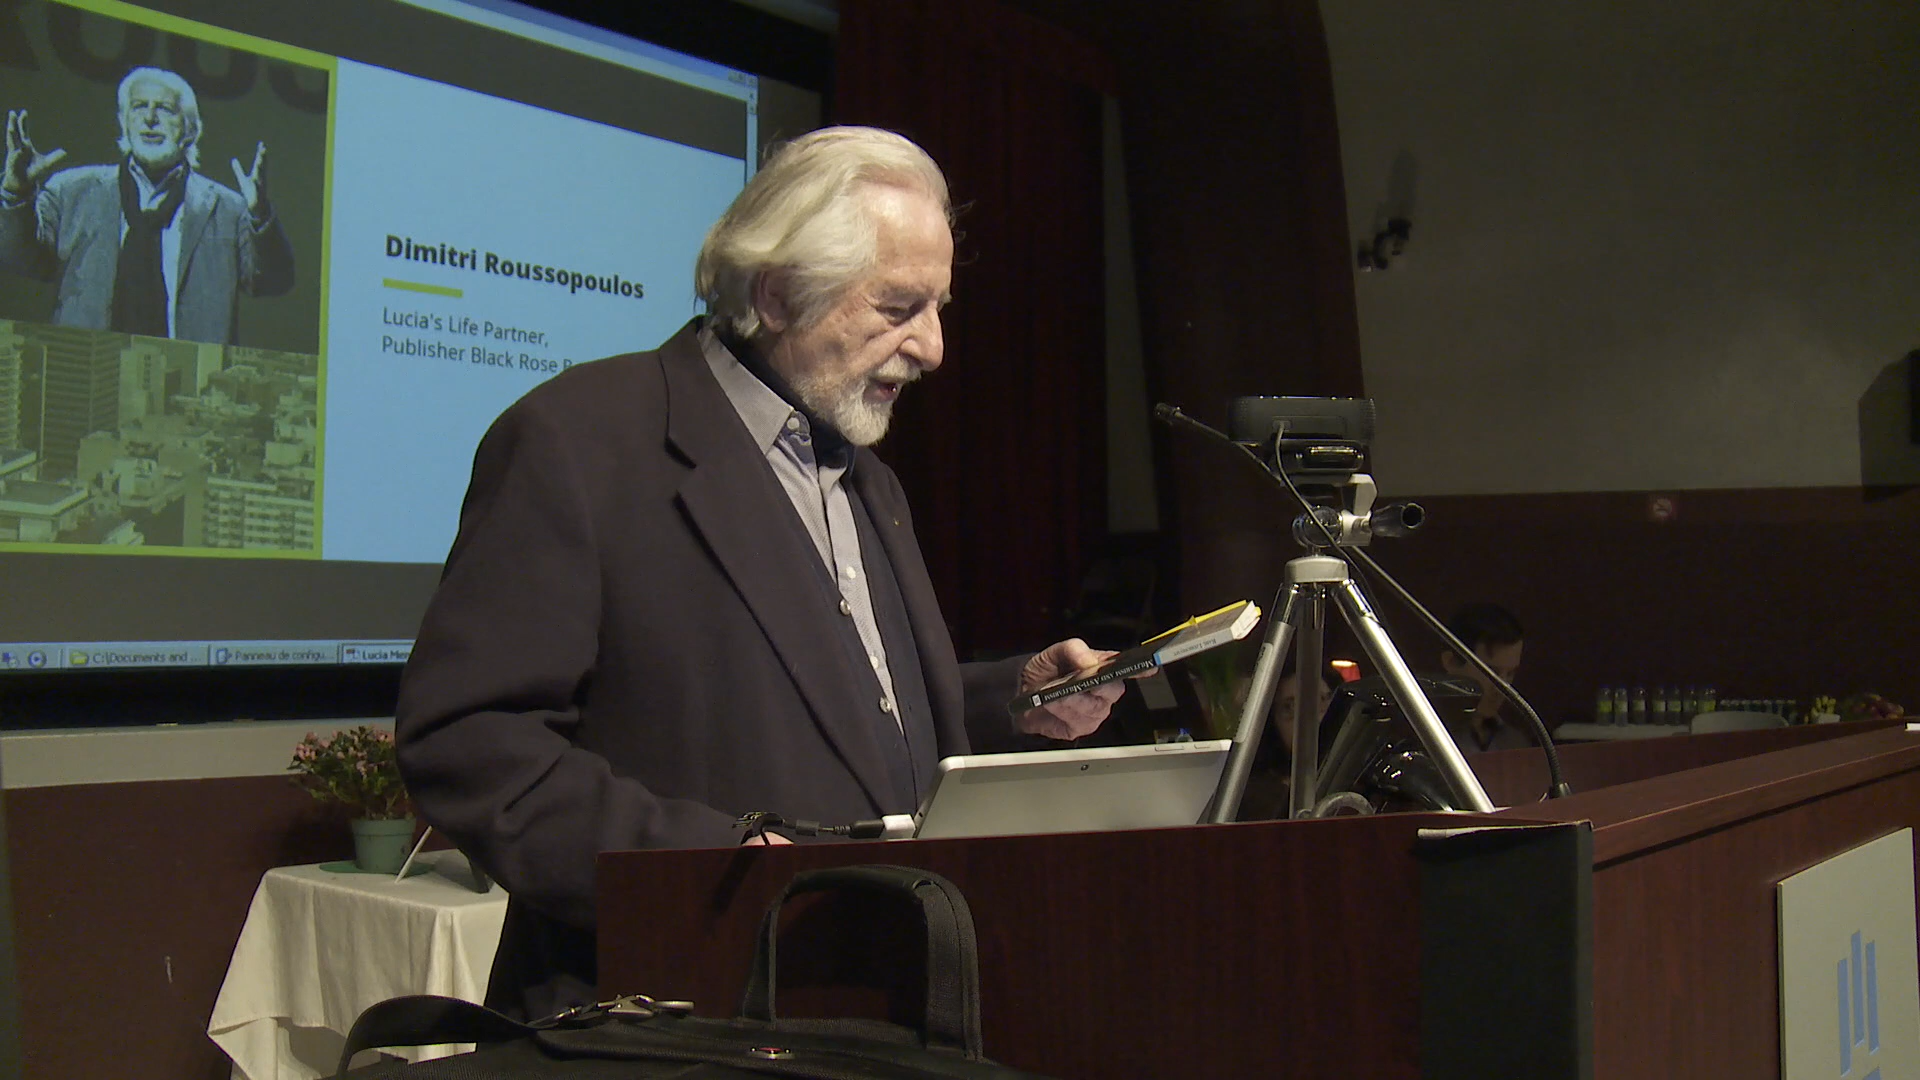 Dimitri Roussopoulos
Lucia's Life Partner,
Publisher Black Rose
C:\Documents and ...
Panneau de configu...
Lucia
MILITARISM AND ANTI-MILITARISM